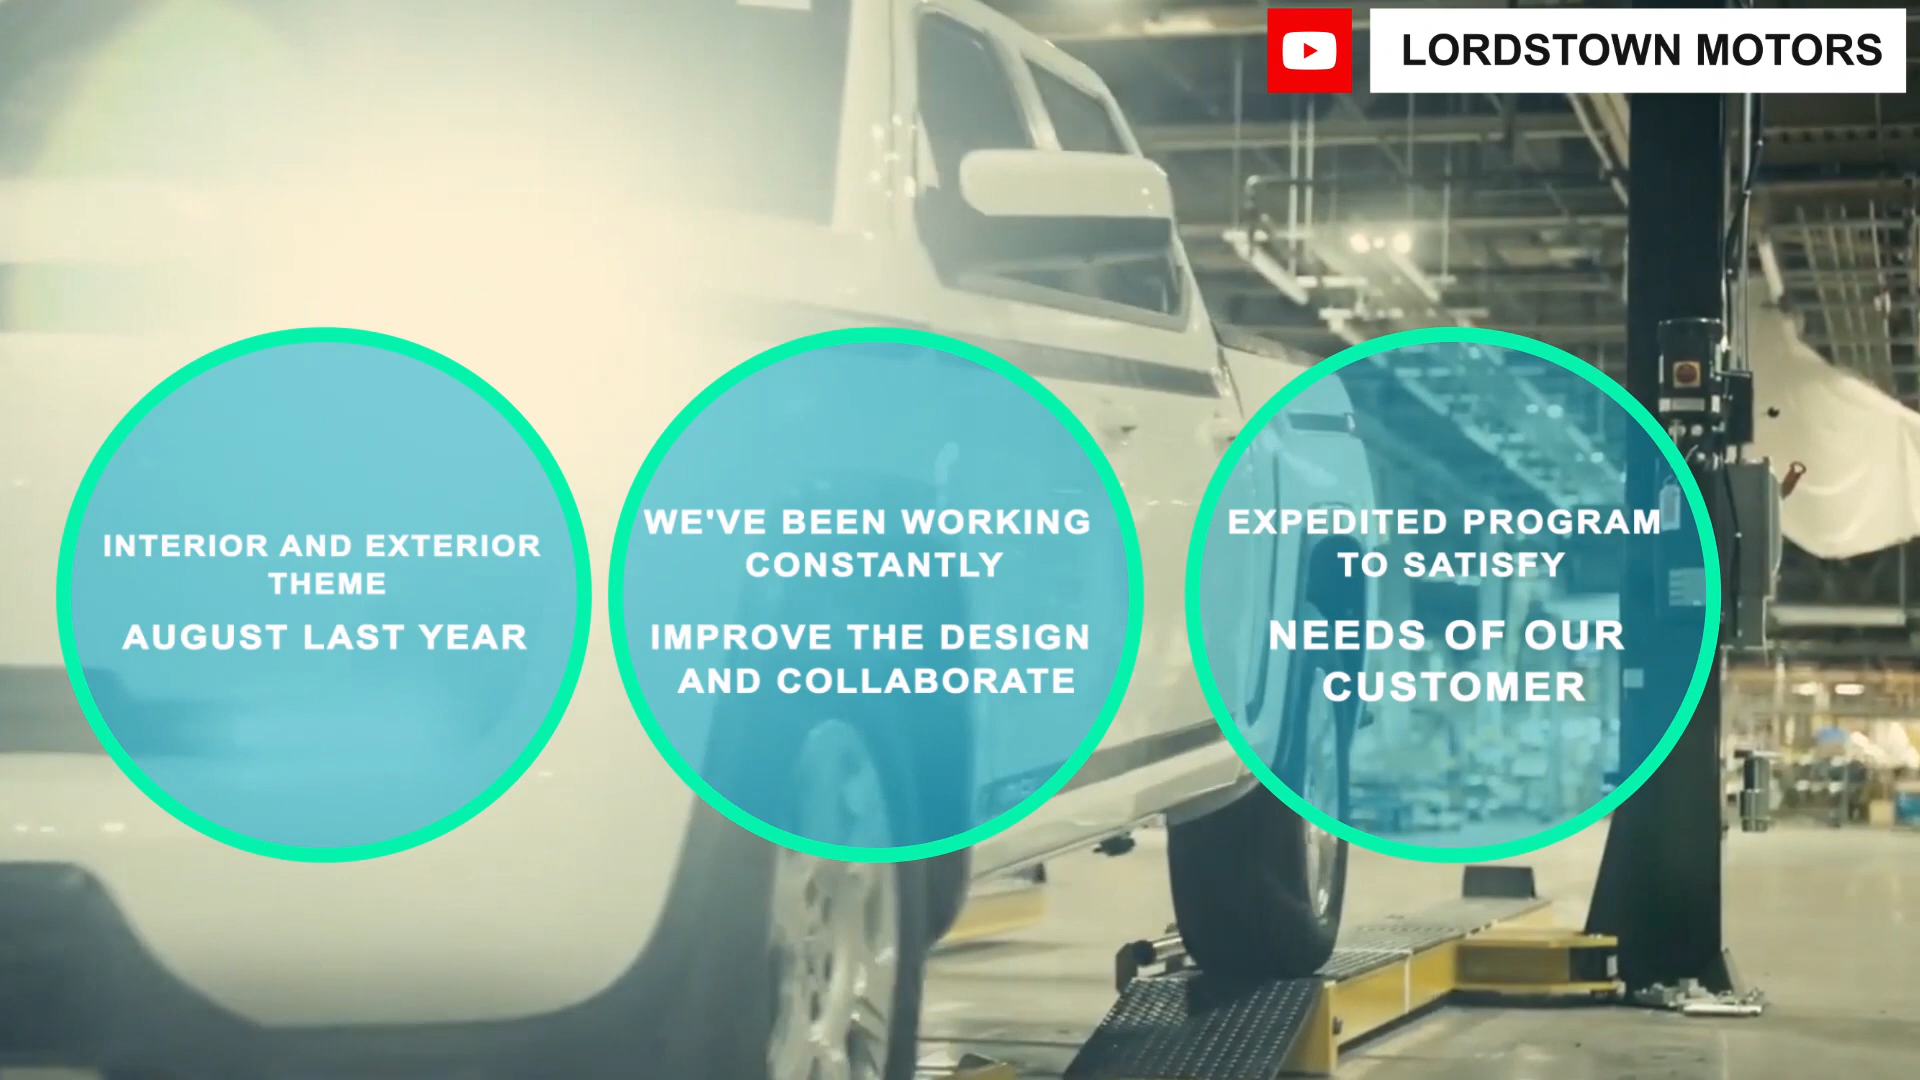 LORDSTOWN MOTORS
INTERIOR AND EXTERIOR
THEME
AUGUST LAST YEAR
WE'VE BEEN WORKING
CONSTANTLY
IMPROVE THE DESIGN
AND COLLABORATE
EXPEDITED PROGRAM
TO SATISFY
NEEDS OF OUR
CUSTOMER